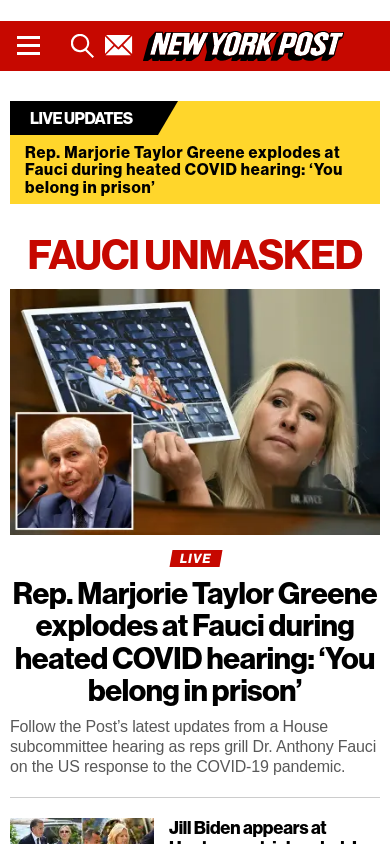 NEW YORK POST
LIVE UPDATES
Rep. Marjorie Taylor Greene explodes at
Fauci during heated COVID hearing: ‘You
belong in prison’
FAUCI UNMASKED
DR. JOYCE
LIVE
Rep. Marjorie Taylor Greene
explodes at Fauci during
heated COVID hearing: ‘You
belong in prison’
Follow the Post’s latest updates from a House
subcommittee hearing as reps grill Dr. Anthony Fauci
on the US response to the COVID-19 pandemic.
Jill Biden appears at